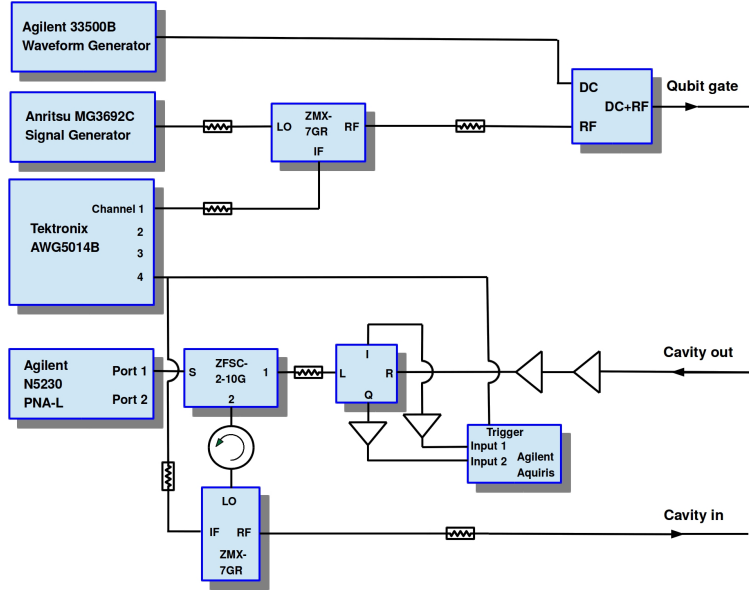 Agilent 33500B
Waveform Generator
DC
DC+RF
RF
Qubit gate
Anritsu MG3692C
Signal Generator
LO
ZMX-
7GR
RF
IF
Channel 1
2
3
4
Tektronix
AWG5014B
Agilent
N5230
PNA-L
Port 1
Port 2
S
ZFSC-
2-10G
1
2
L
I
R
Q
Cavity out
Trigger
Input 1
Input 2
Agilent
Aquiris
LO
IF
RF
ZMX-
7GR
Cavity in